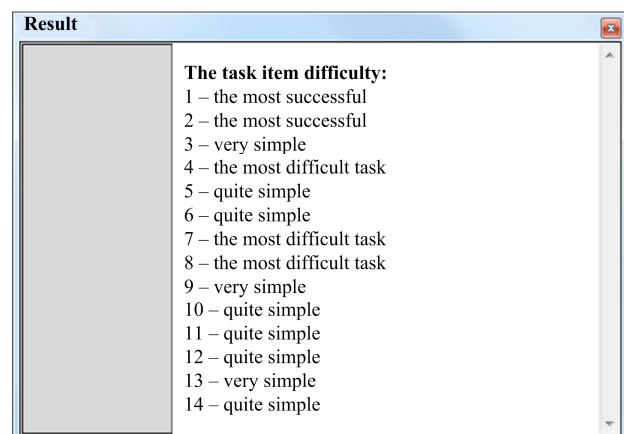 Result
The task item difficulty:
1 – the most successful
2 – the most successful
3 – very simple
4 – the most difficult task
5 – quite simple
6 – quite simple
7 – the most difficult task
8 – the most difficult task
9 – very simple
10 – quite simple
11 – quite simple
12 – quite simple
13 – very simple
14 – quite simple